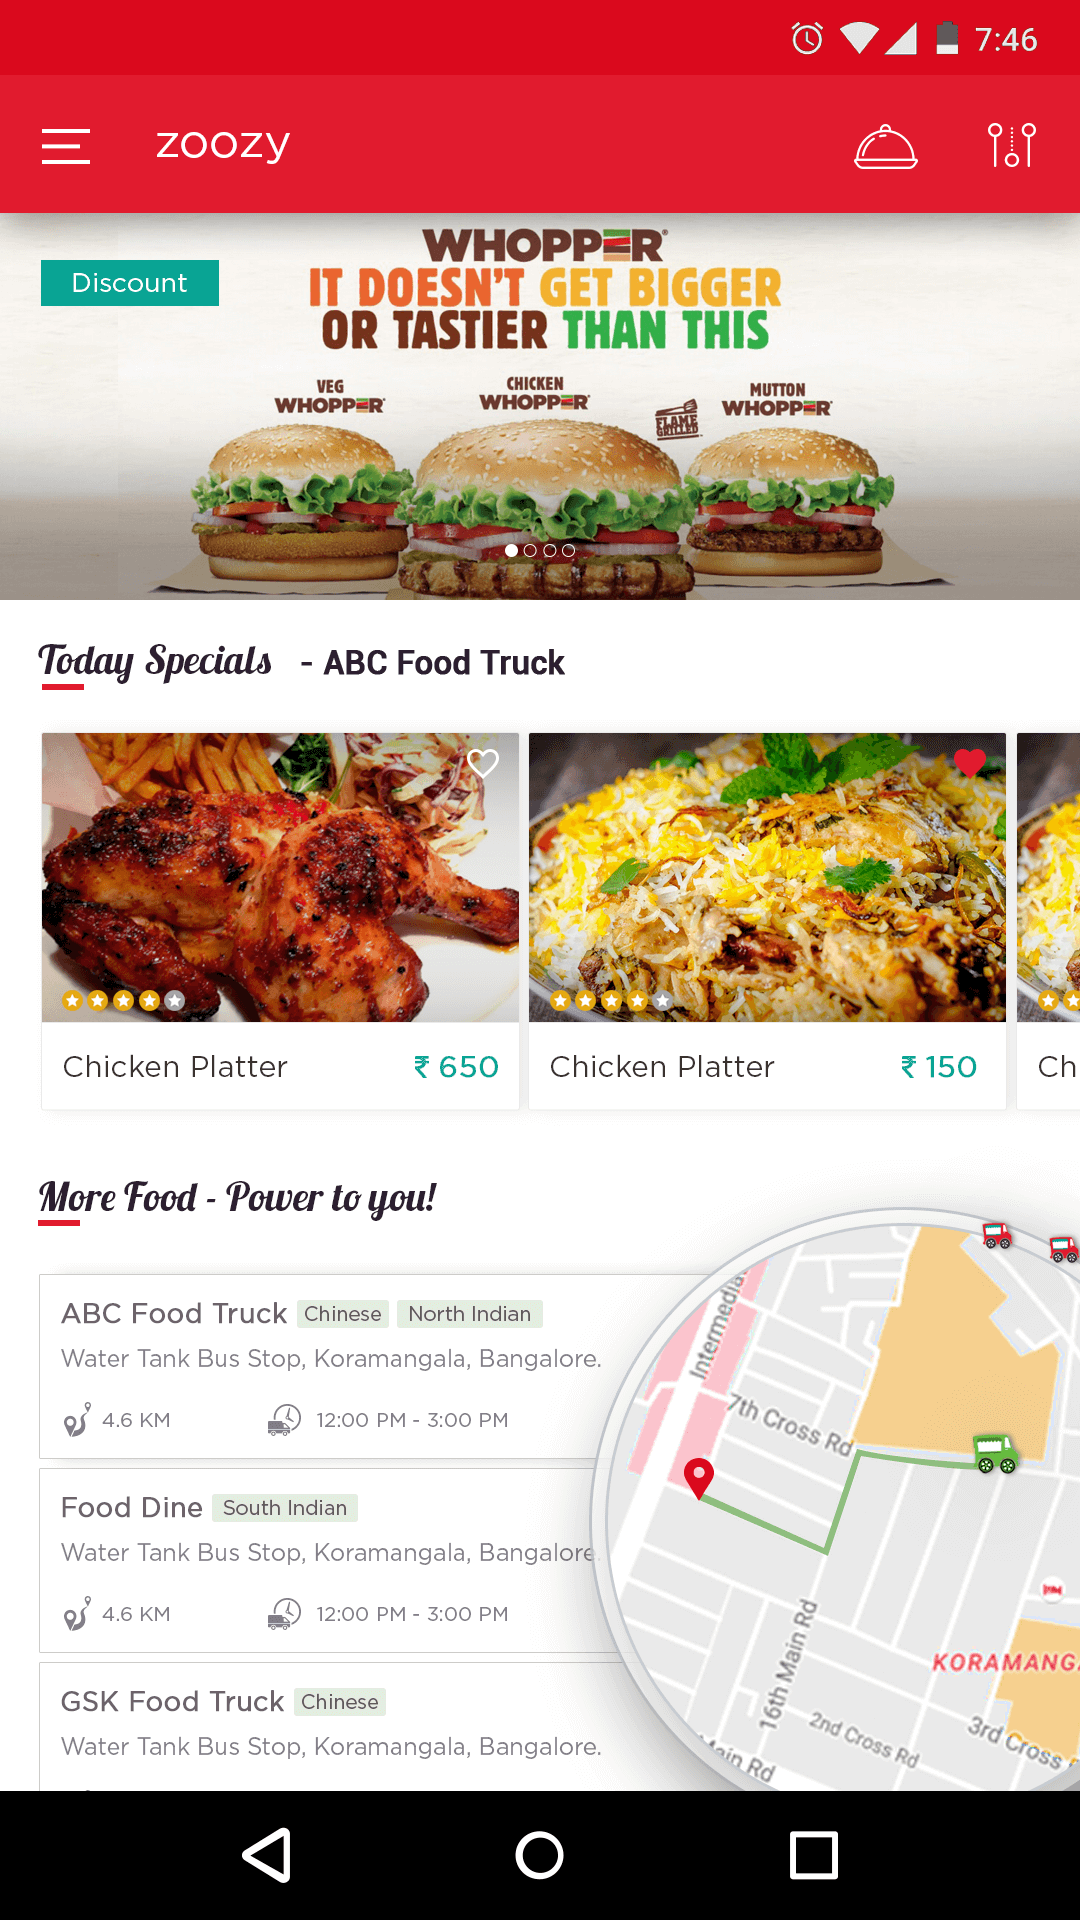 7:46
zoozy
Discount
WHOPPER®
IT DOESN'T GET BIGGER
OR TASTIER THAN THIS
VEG
WHOPPER
CHICKEN
WHOPPER
MUTTON
WHOPPER
FLAME
GRILLED
Today Specials - ABC Food Truck
Chicken Platter ₹ 650
Chicken Platter ₹ 150
Ch
More Food - Power to you!
ABC Food Truck Chinese North Indian
Water Tank Bus Stop, Koramangala, Bangalore.
4.6 KM 12:00 PM - 3:00 PM
Food Dine South Indian
Water Tank Bus Stop, Koramangala, Bangalore
4.6 KM 12:00 PM - 3:00 PM
GSK Food Truck Chinese
Water Tank Bus Stop, Koramangala, Bangalore.
Intermedia
7th Cross Rd
16th Main Rd
KORAMANGA
2nd Cross Rd
3rd Cross
Main Rd